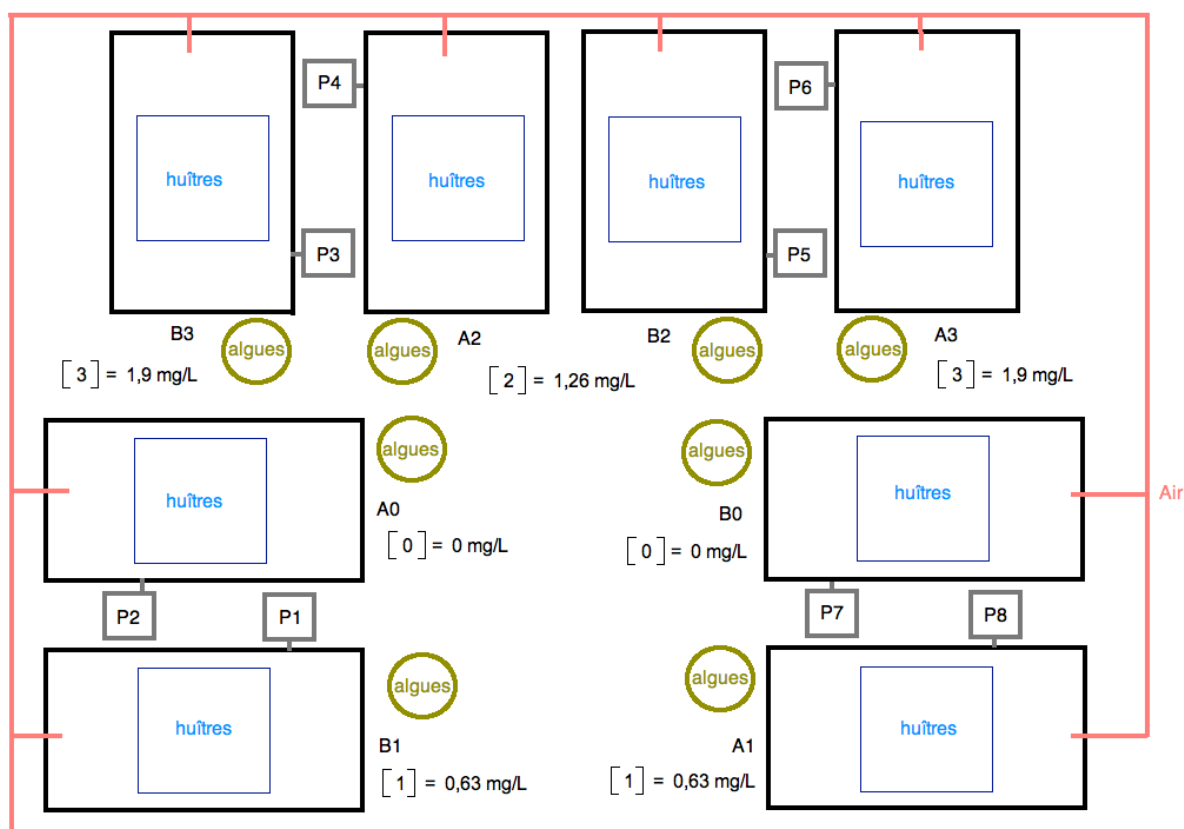 P4
P6
huîtres
huîtres
huîtres
huîtres
P3
P5
B3
algues
algues
A2
B2
algues
algues
A3
[ 3 ] = 1,9 mg/L
[ 2 ] = 1,26 mg/L
[ 3 ] = 1,9 mg/L
algues
algues
huîtres
huîtres
Air
A0
B0
[ 0 ] = 0 mg/L
[ 0 ] = 0 mg/L
P2
P1
P7
P8
algues
algues
huîtres
huîtres
B1
A1
[ 1 ] = 0,63 mg/L
[ 1 ] = 0,63 mg/L